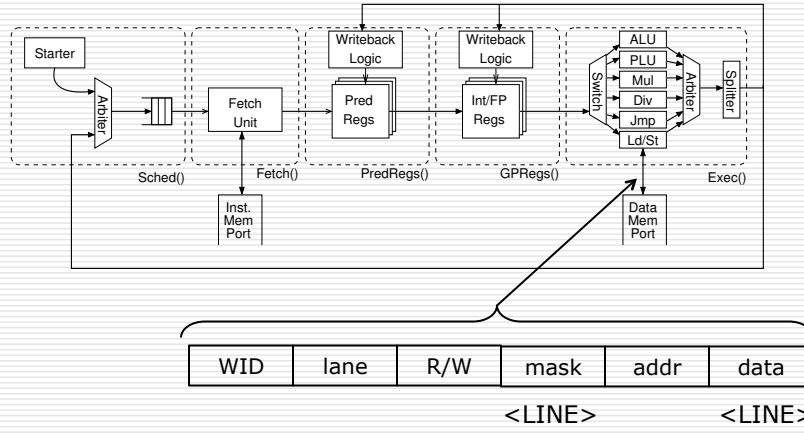 Writeback
Logic
Writeback
Logic
Starter
Arbiter
Fetch
Unit
Pred
Regs
Int/FP
Regs
Switch
ALU
PLU
Mul
Div
Jmp
Ld/St
Arbiter
Splitter
Sched()
Fetch()
PredRegs()
GPRegs()
Exec()
Inst.
Mem
Port
Data
Mem
Port
WID lane R/W mask addr data
<LINE> <LINE>